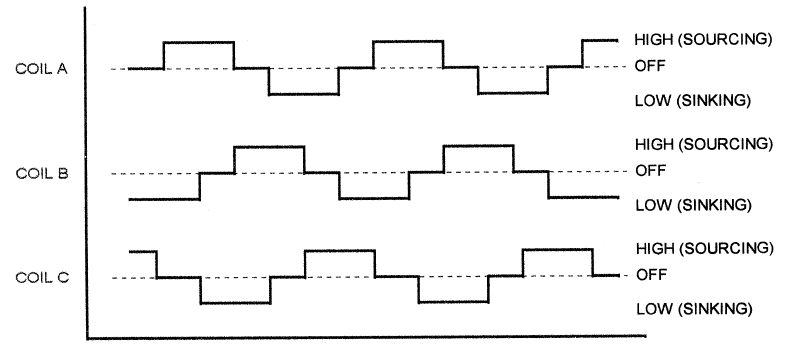 HIGH (SOURCING)
COIL A
OFF
LOW (SINKING)
HIGH (SOURCING)
COIL B
OFF
LOW (SINKING)
HIGH (SOURCING)
COIL C
OFF
LOW (SINKING)